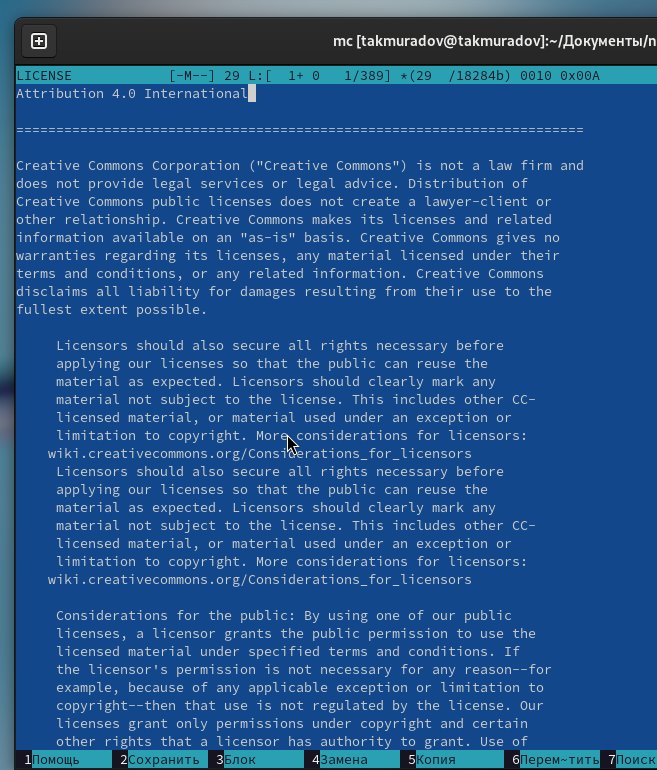 mc [takmuradov@takmuradov]:~/Документы/n
LICENSE [-M--] 29 L:[ 1+ 0 1/389] *(29 /18284b) 0010 0x00A
Attribution 4.0 International
=======================================================================
Creative Commons Corporation ("Creative Commons") is not a law firm and
does not provide legal services or legal advice. Distribution of
Creative Commons public licenses does not create a lawyer-client or
other relationship. Creative Commons makes its licenses and related
information available on an "as-is" basis. Creative Commons gives no
warranties regarding its licenses, any material licensed under their
terms and conditions, or any related information. Creative Commons
disclaims all liability for damages resulting from their use to the
fullest extent possible.
Licensors should also secure all rights necessary before
applying our licenses so that the public can reuse the
material as expected. Licensors should clearly mark any
material not subject to the license. This includes other CC-
licensed material, or material used under an exception or
limitation to copyright. More considerations for licensors:
wiki.creativecommons.org/Considerations_for_licensors
Licensors should also secure all rights necessary before
applying our licenses so that the public can reuse the
material as expected. Licensors should clearly mark any
material not subject to the license. This includes other CC-
licensed material, or material used under an exception or
limitation to copyright. More considerations for licensors:
wiki.creativecommons.org/Considerations_for_licensors
Considerations for the public: By using one of our public
licenses, a licensor grants the public permission to use the
licensed material under specified terms and conditions. If
the licensor's permission is not necessary for any reason--for
example, because of any applicable exception or limitation to
copyright--then that use is not regulated by the license. Our
licenses grant only permissions under copyright and certain
other rights that a licensor has authority to grant. Use of
1Помощь 2Сохранить 3Блок 4Замена 5Копия 6Перем~тить 7Поиск